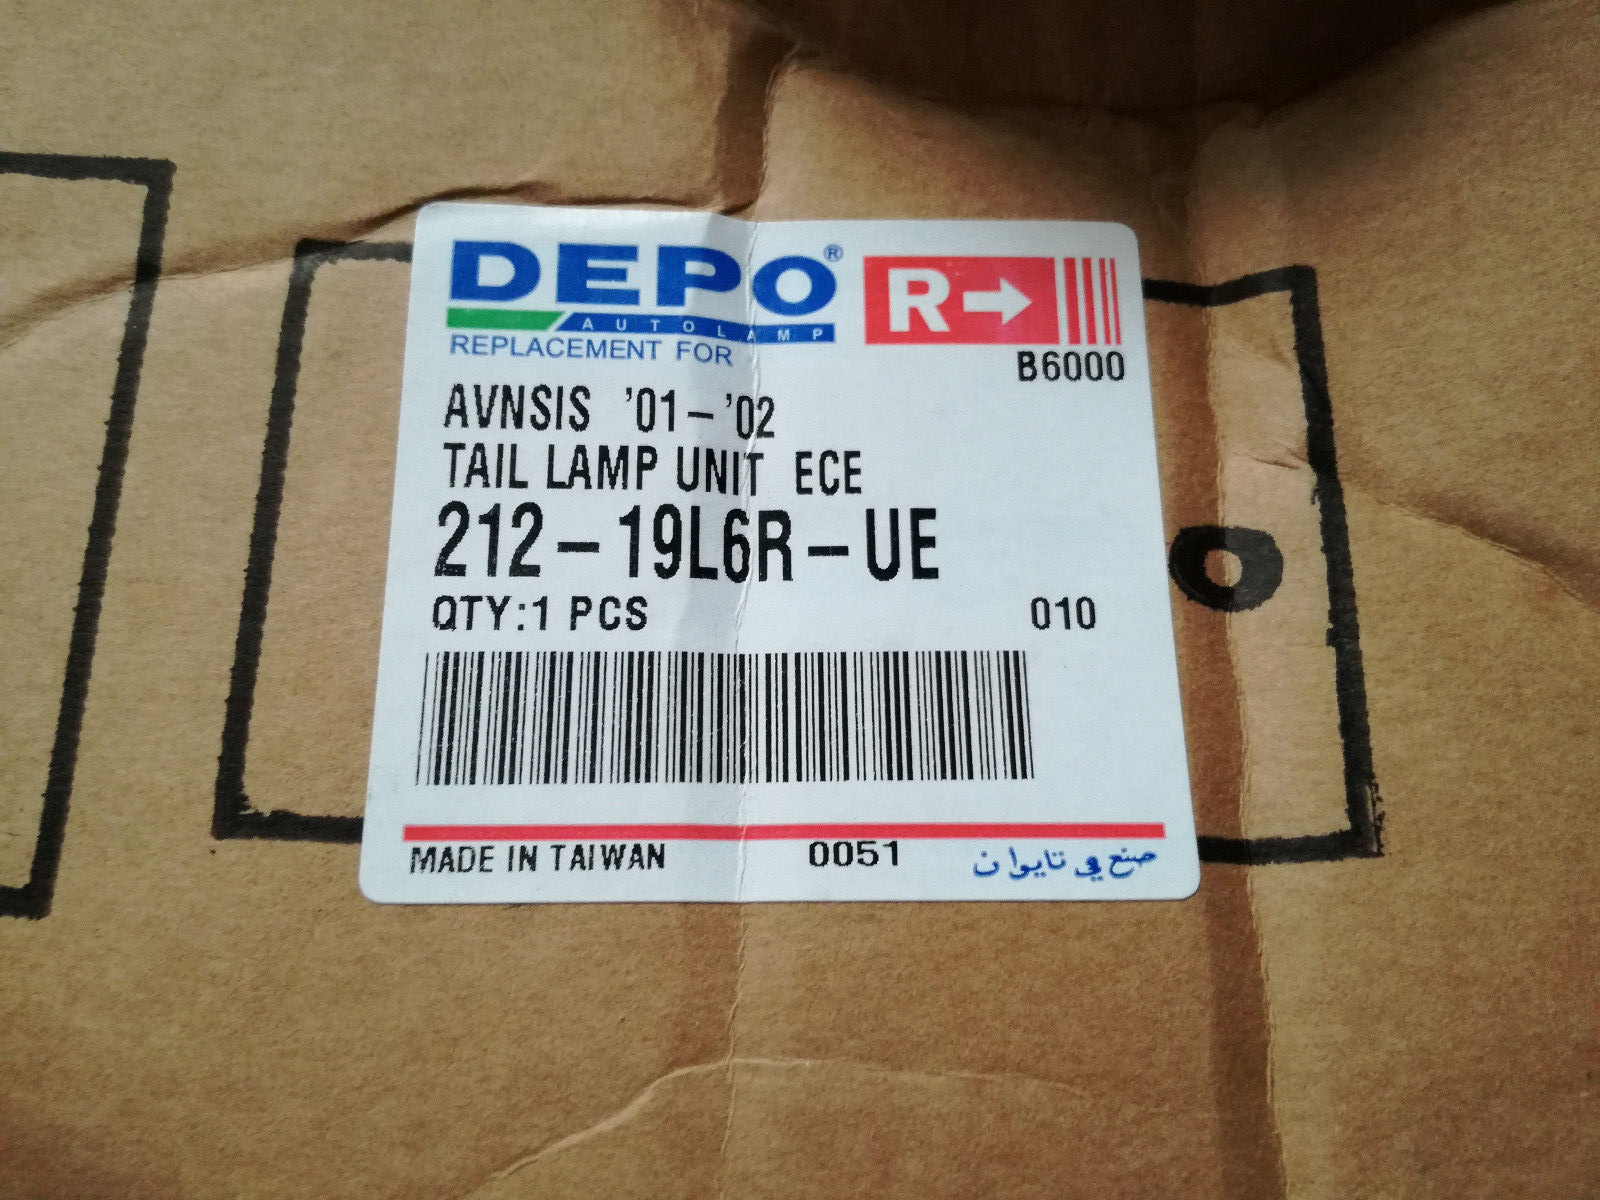 DEPO®
AUTOLAMP
R
REPLACEMENT FOR
B6000
AVNSIS '01-'02
TAIL LAMP UNIT ECE
212-19L6R-UE
QTY:1 PCS 010
MADE IN TAIWAN 0051 صنع في تايوان
O